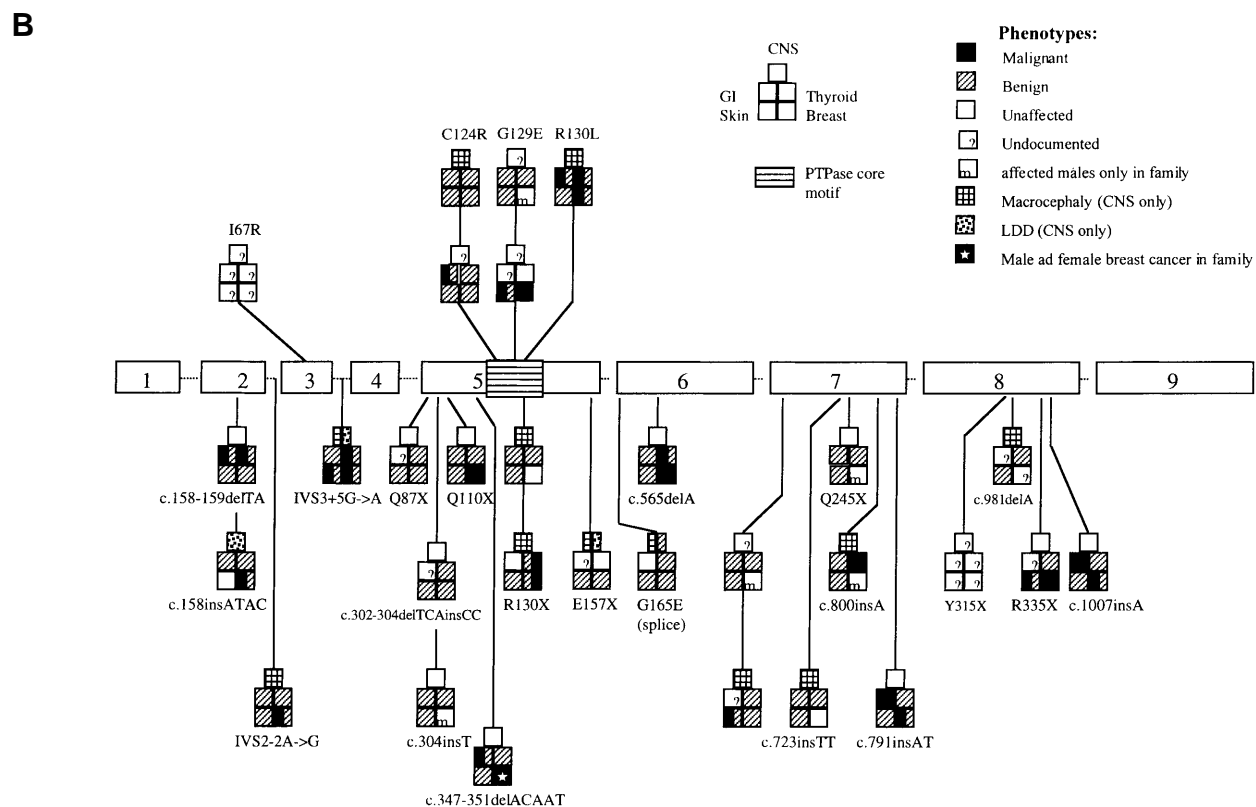 B
Phenotypes:
Malignant
Benign
Unaffected
? Undocumented
m affected males only in family
Macrocephaly (CNS only)
LDD (CNS only)
Male ad female breast cancer in family
CNS
GI Thyroid
Skin Breast
PTPase core
motif
C124R G129E R130L
?
m
I67R
? ?
? ? ? ?
? ?
1 2 3 4 5 6 7 8 9
? ?
c.158-159delTA IVS3+5G->A Q87X Q110X c.565delA Q245X c.981delA
m ?
? ?
? ? ?
? m m ? ?
c.158insATAC c.302-304delTCAinsCC R130X E157X G165E c.800insA Y315X R335X c.1007insA
(splice)
?
m
IVS2-2A->G c.304insT c.723insTT c.791insAT
c.347-351delACAAT